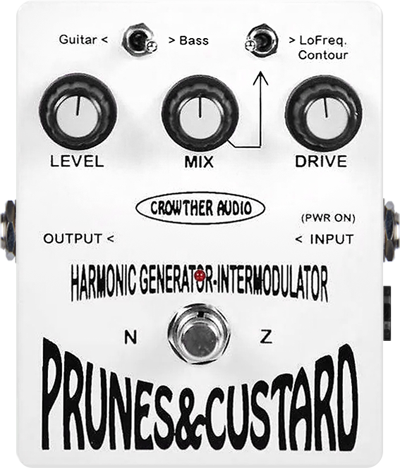 Guitar < > Bass > LoFreq.
Contour
LEVEL MIX DRIVE
CROWTHER AUDIO
(PWR ON)
OUTPUT < < INPUT
HARMONIC GENERATOR-INTERMODULATOR
N Z
PRUNES&CUSTARD